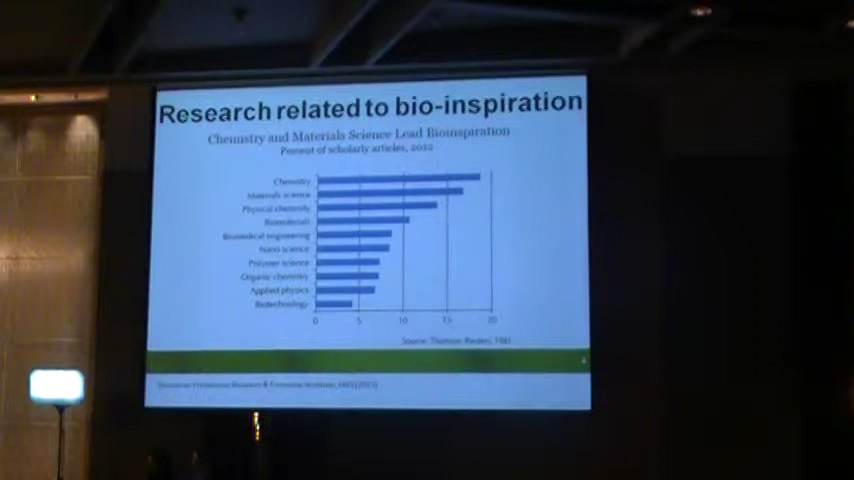 Research related to bio-inspiration
Chemistry and Materials Science Lead Bioinspiration
Percent of scholarly articles, 2012
Chemistry
Materials science
Physical chemistry
Biomaterials
Biomedical engineering
Nano science
Polymer science
Organic chemistry
Applied physics
Biotechnology
0 5 10 15 20
Source: Thomson Reuters, FBEI